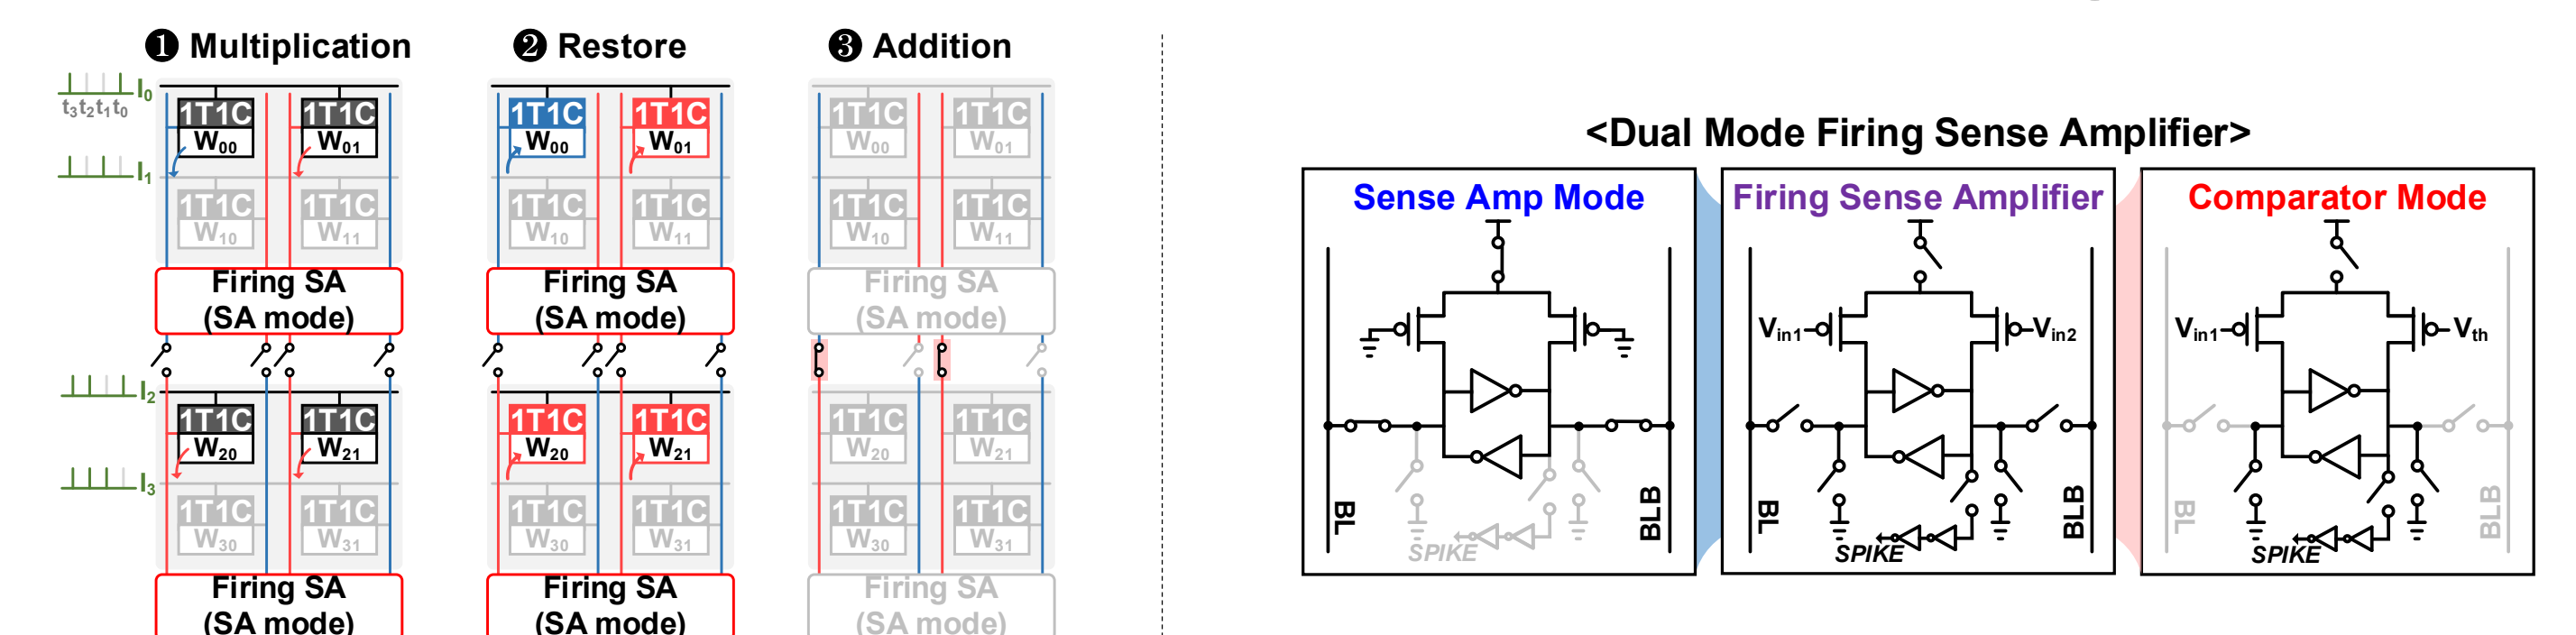 ❶ Multiplication
I0
t3 t2 t1 t0
1T1C
W00
1T1C
W01
I1
1T1C
W10
1T1C
W11
Firing SA
(SA mode)
I2
1T1C
W20
1T1C
W21
I3
1T1C
W30
1T1C
W31
Firing SA
(SA mode)
❷ Restore
1T1C
W00
1T1C
W01
1T1C
W10
1T1C
W11
Firing SA
(SA mode)
1T1C
W20
1T1C
W21
1T1C
W30
1T1C
W31
Firing SA
(SA mode)
❸ Addition
1T1C
W00
1T1C
W01
1T1C
W10
1T1C
W11
Firing SA
(SA mode)
1T1C
W20
1T1C
W21
1T1C
W30
1T1C
W31
Firing SA
(SA mode)
<Dual Mode Firing Sense Amplifier>
Sense Amp Mode
BL
BLB
SPIKE
Firing Sense Amplifier
Vin1
Vin2
BL
BLB
SPIKE
Comparator Mode
Vin1
Vth
BL
BLB
SPIKE